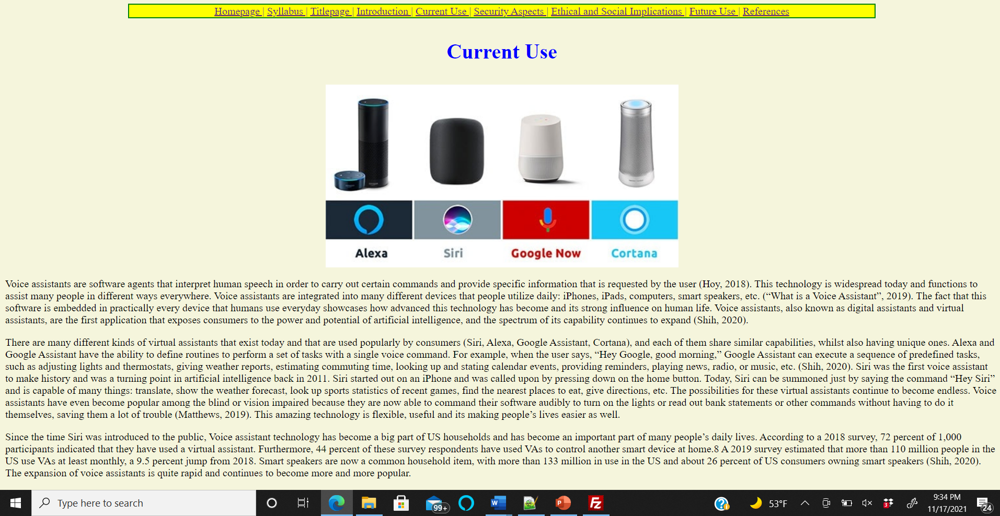 Homepage | Syllabus | Titlepage | Introduction | Current Use | Security Aspects | Ethical and Social Implications | Future Use | References
Current Use
Alexa Siri Google Now Cortana
Voice assistants are software agents that interpret human speech in order to carry out certain commands and provide specific information that is requested by the user (Hoy, 2018). This technology is widespread today and functions to
assist many people in different ways everywhere. Voice assistants are integrated into many different devices that people utilize daily: iPhones, iPads, computers, smart speakers, etc. (“What is a Voice Assistant”, 2019). The fact that this
software is embedded in practically every device that humans use everyday showcases how advanced this technology has become and its strong influence on human life. Voice assistants, also known as digital assistants and virtual
assistants, are the first application that exposes consumers to the power and potential of artificial intelligence, and the spectrum of its capability continues to expand (Shih, 2020).
There are many different kinds of virtual assistants that exist today and that are used popularly by consumers (Siri, Alexa, Google Assistant, Cortana), and each of them share similar capabilities, whilst also having unique ones. Alexa and
Google Assistant have the ability to define routines to perform a set of tasks with a single voice command. For example, when the user says, “Hey Google, good morning,” Google Assistant can execute a sequence of predefined tasks,
such as adjusting lights and thermostats, giving weather reports, estimating commuting time, looking up and stating calendar events, providing reminders, playing news, radio, or music, etc. (Shih, 2020). Siri was the first voice assistant
to make history and was a turning point in artificial intelligence back in 2011. Siri started out on an iPhone and was called upon by pressing down on the home button. Today, Siri can be summoned just by saying the command “Hey Siri”
and is capable of many things: translate, show the weather forecast, look up sports statistics of recent games, find the nearest places to eat, give directions, etc. The possibilities for these virtual assistants continue to become endless. Voice
assistants have even become popular among the blind or vision impaired because they are now able to command their software audibly to turn on the lights or read out bank statements or other commands without having to do it
themselves, saving them a lot of trouble (Matthews, 2019). This amazing technology is flexible, useful and its making people’s lives easier as well.
Since the time Siri was introduced to the public, Voice assistant technology has become a big part of US households and has become an important part of many people’s daily lives. According to a 2018 survey, 72 percent of 1,000
participants indicated that they have used a virtual assistant. Furthermore, 44 percent of these survey respondents have used VAs to control another smart device at home.8 A 2019 survey estimated that more than 110 million people in the
US use VAs at least monthly, a 9.5 percent jump from 2018. Smart speakers are now a common household item, with more than 133 million in use in the US and about 26 percent of US consumers owning smart speakers (Shih, 2020).
The expansion of voice assistants is quite rapid and continues to become more and more popular.
Type here to search 99+ W P Fz 53°F 3 9:34 PM
11/17/2021 24